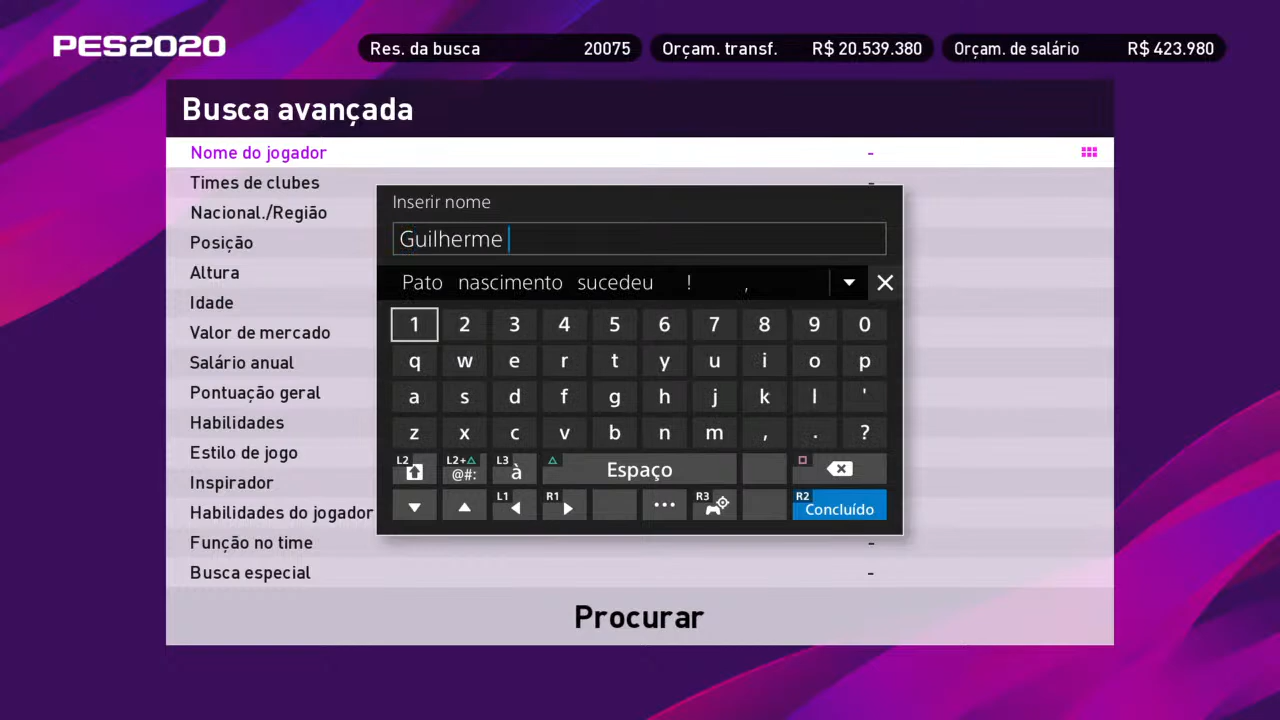 PES2020
Res. da busca 20075 Orçam. transf. R$ 20.539.380 Orçam. de salário R$ 423.980
Busca avançada
Nome do jogador -
Times de clubes -
Nacional./Região
Posição
Altura
Idade
Valor de mercado
Salário anual
Pontuação geral
Habilidades
Estilo de jogo
Inspirador
Habilidades do jogador
Função no time -
Busca especial -
Inserir nome
Guilherme
Pato nascimento sucedeu ! ,
1 2 3 4 5 6 7 8 9 0
q w e r t y u i o p
a s d f g h j k l '
z x c v b n m , . ?
L2 L2+△ @#: L3 à △ Espaço □
▼ ▲ L1 ◀ R1 ▶ ... R3 R2 Concluído
Procurar